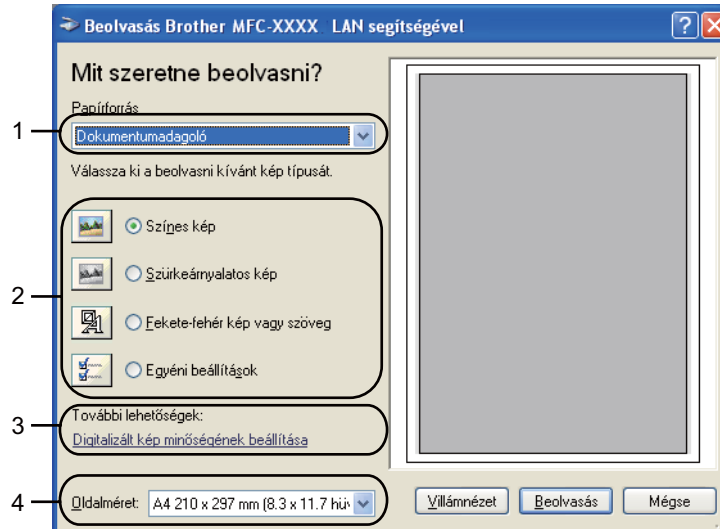 Beolvasás Brother MFC-XXXX LAN segítségével
Mit szeretne beolvasni?
Papírforrás
1
Dokumentumadagoló
Válassza ki a beolvasni kívánt kép típusát.
Színes kép
Szürkeárnyalatos kép
2
Fekete-fehér kép vagy szöveg
Egyéni beállítások
További lehetőségek:
3
Digitalizált kép minőségének beállítása
4
Oldalméret: A4 210 x 297 mm (8.3 x 11.7 hüv
Villámnézet Beolvasás Mégse